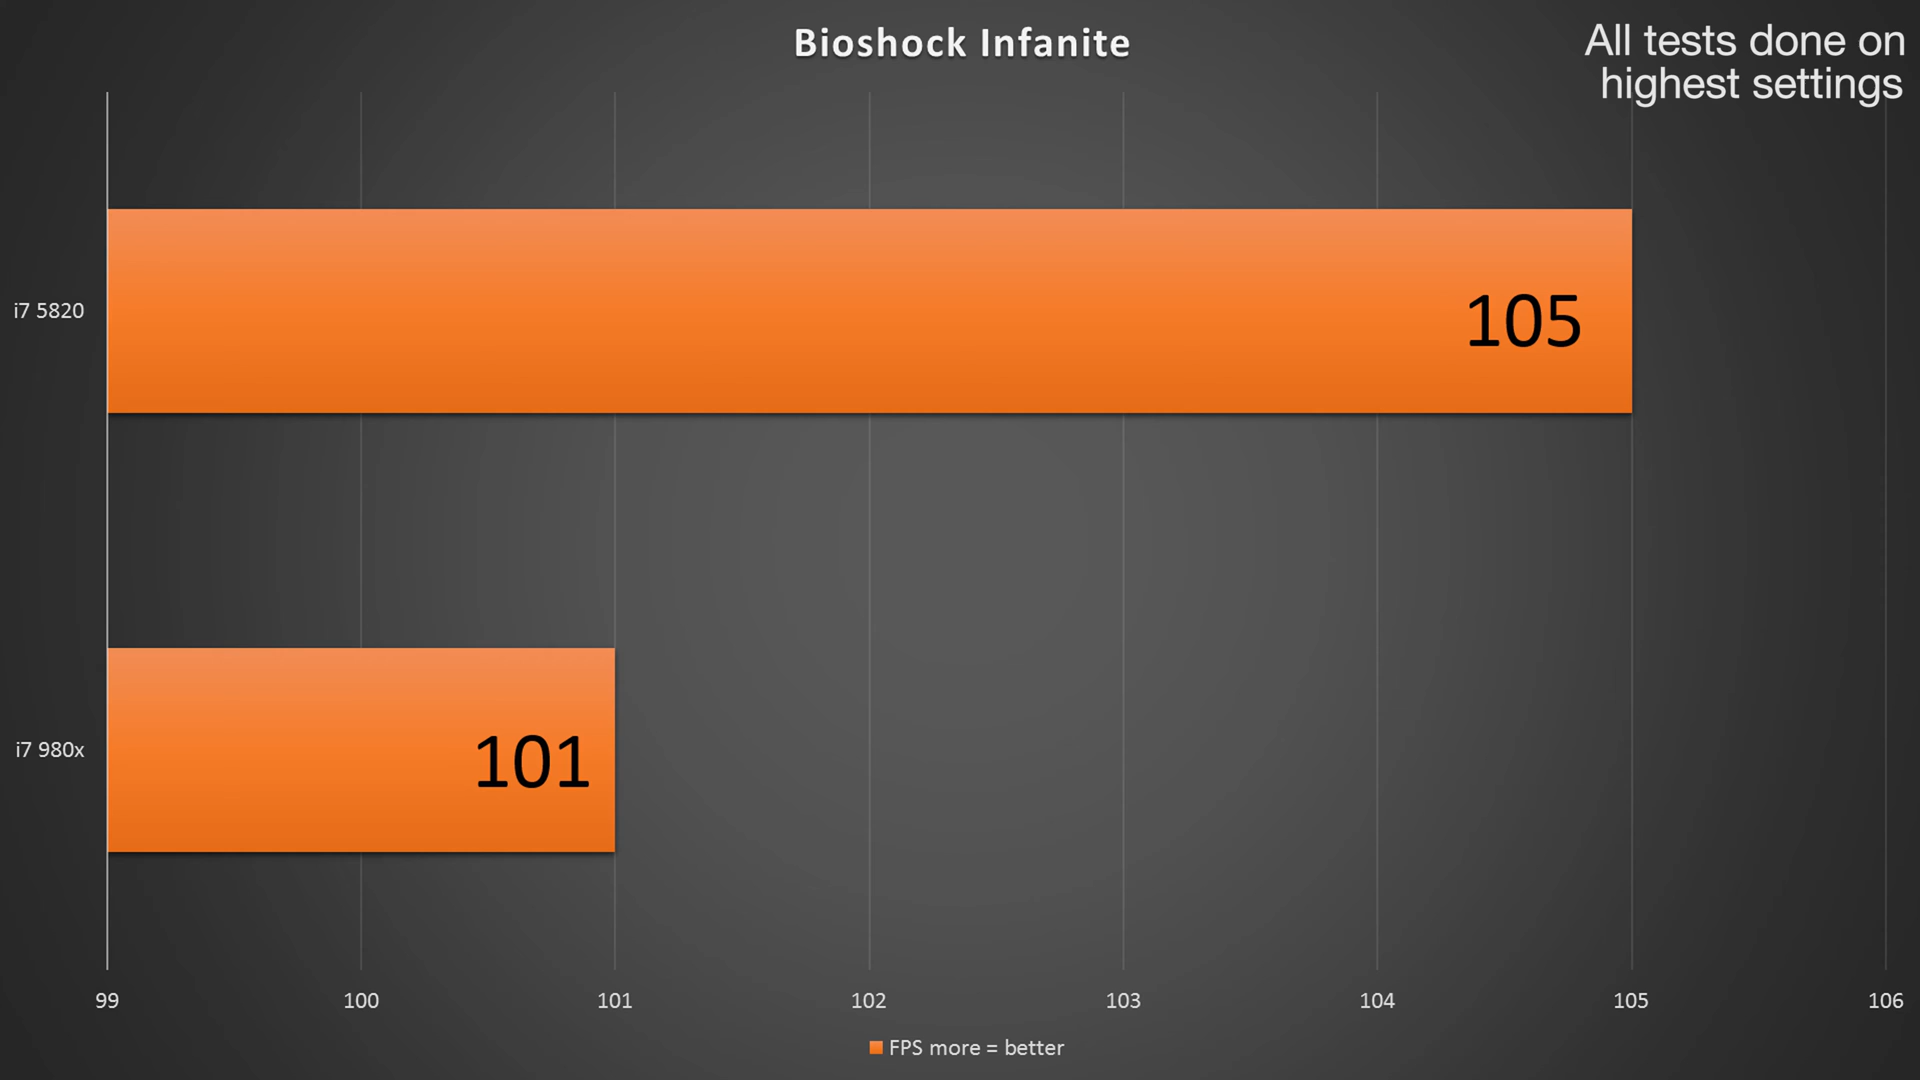 Bioshock Infanite
All tests done on
highest settings
i7 5820
105
i7 980x
101
99 100 101 102 103 104 105 106
FPS more = better